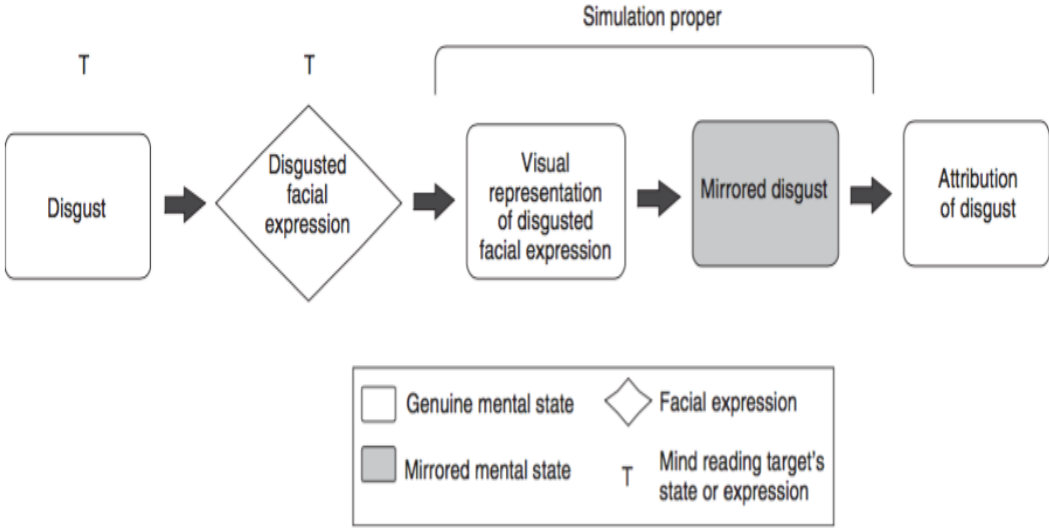 Simulation proper
T
T
Disgust
Disgusted
facial
expression
Visual
representation
of disgusted
facial expression
Mirrored disgust
Attribution
of disgust
Genuine mental state
Facial expression
Mirrored mental state
T
Mind reading target's
state or expression